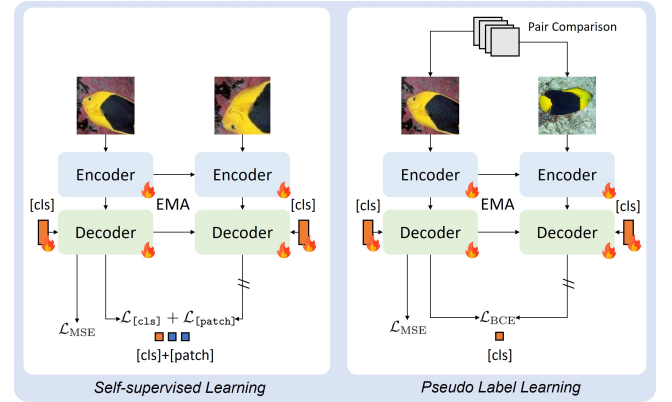 Pair Comparison
Encoder
Encoder
[cls]
EMA
[cls]
Decoder
Decoder
L[cls] + L[patch]
LMSE
[cls]+[patch]
Self-supervised Learning
Encoder
Encoder
[cls]
EMA
[cls]
Decoder
Decoder
LBCE
LMSE
[cls]
Pseudo Label Learning